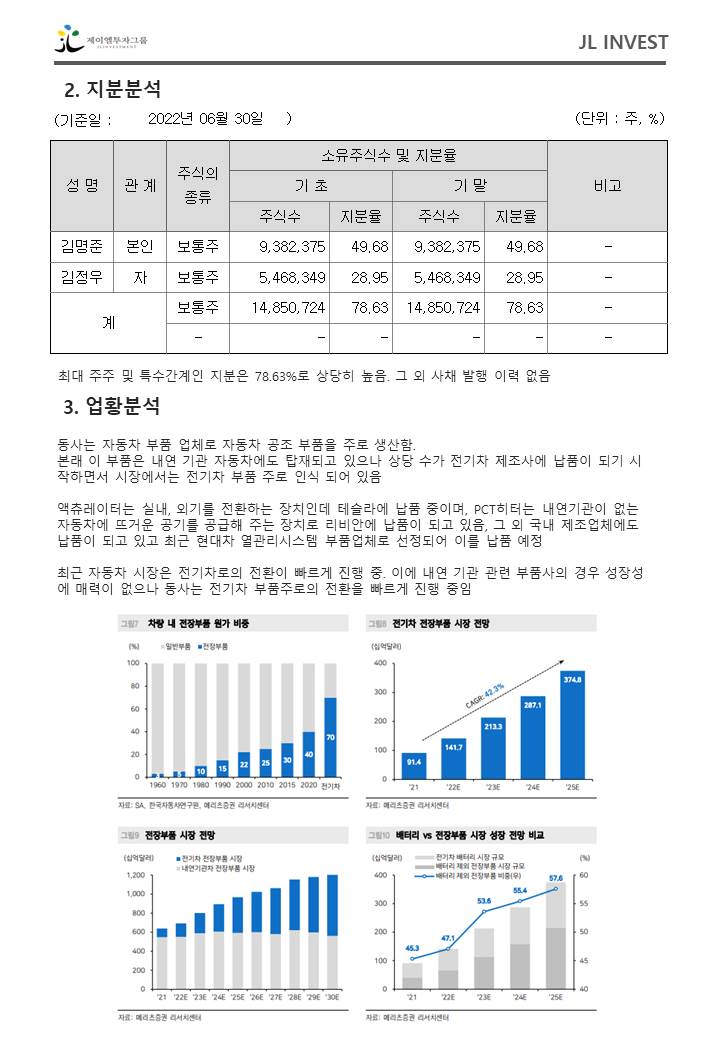 제이엘투자그룹
JLINVESTMENT
JL INVEST
2. 지분분석
(기준일 : 2022년 06월 30일 )
(단위 : 주, %)
성 명 관 계 주식의 종류 소유주식수 및 지분율 비고
기 초 기 말
주식수 지분율 주식수 지분율
김명준 본인 보통주 9,382,375 49.68 9,382,375 49.68 -
김정우 자 보통주 5,468,349 28.95 5,468,349 28.95 -
계 보통주 14,850,724 78.63 14,850,724 78.63 -
- - - - - -
최대 주주 및 특수간계인 지분은 78.63%로 상당히 높음. 그 외 사채 발행 이력 없음
3. 업황분석
동사는 자동차 부품 업체로 자동차 공조 부품을 주로 생산함.
본래 이 부품은 내연 기관 자동차에도 탑재되고 있으나 상당 수가 전기차 제조사에 납품이 되기 시
작하면서 시장에서는 전기차 부품 주로 인식 되어 있음
액츄레이터는 실내, 외기를 전환하는 장치인데 테슬라에 납품 중이며, PCT히터는 내연기관이 없는
자동차에 뜨거운 공기를 공급해 주는 장치로 리비안에 납품이 되고 있음, 그 외 국내 제조업체에도
납품이 되고 있고 최근 현대차 열관리시스템 부품업체로 선정되어 이를 납품 예정
최근 자동차 시장은 전기차로의 전환이 빠르게 진행 중. 이에 내연 기관 관련 부품사의 경우 성장성
에 매력이 없으나 동사는 전기차 부품주로의 전환을 빠르게 진행 중임
그림7 차량 내 전장부품 원가 비중
(%) 일반부품 전장부품
100
80
60
40
20
0
3 5 10 15 22 25 30 40 70
1960 1970 1980 1990 2000 2010 2015 2020 전기차
자료: SA, 한국자동차연구원, 메리츠증권 리서치센터
그림8 전기차 전장부품 시장 전망
(십억달러)
400
300
200
100
0
CAGR: 42.3%
91.4 141.7 213.3 287.1 374.8
'21 '22E '23E '24E '25E
자료: 메리츠증권 리서치센터
그림9 전장부품 시장 전망
(십억달러) 전기차 전장부품 시장
내연기관차 전장부품 시장
1,200
1,000
800
600
400
200
0
'21 '22E '23E '24E '25E '26E '27E '28E '29E '30E
자료: 메리츠증권 리서치센터
그림10 배터리 vs 전장부품 시장 성장 전망 비교
(십억달러) 전기차 배터리 시장 규모 (%)
배터리 제외 전장부품 시장 규모
배터리 제외 전장부품 비중(우)
400 60
300 55
200 50
100 45
0 40
45.3 47.1 53.6 55.4 57.6
'21 '22E '23E '24E '25E
자료: 메리츠증권 리서치센터